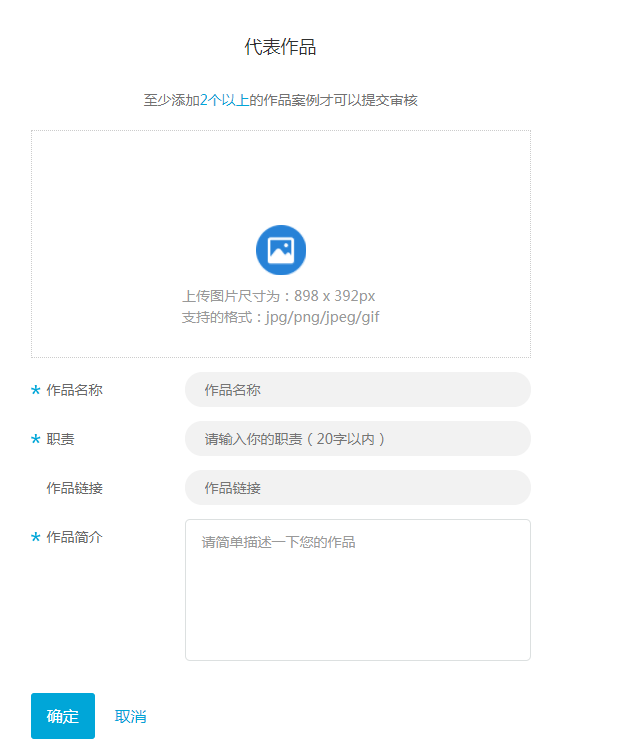 代表作品
至少添加2个以上的作品案例才可以提交审核
上传图片尺寸为：898 x 392px
支持的格式：jpg/png/jpeg/gif
* 作品名称 作品名称
* 职责 请输入你的职责（20字以内）
作品链接 作品链接
* 作品简介 请简单描述一下您的作品
确定 取消